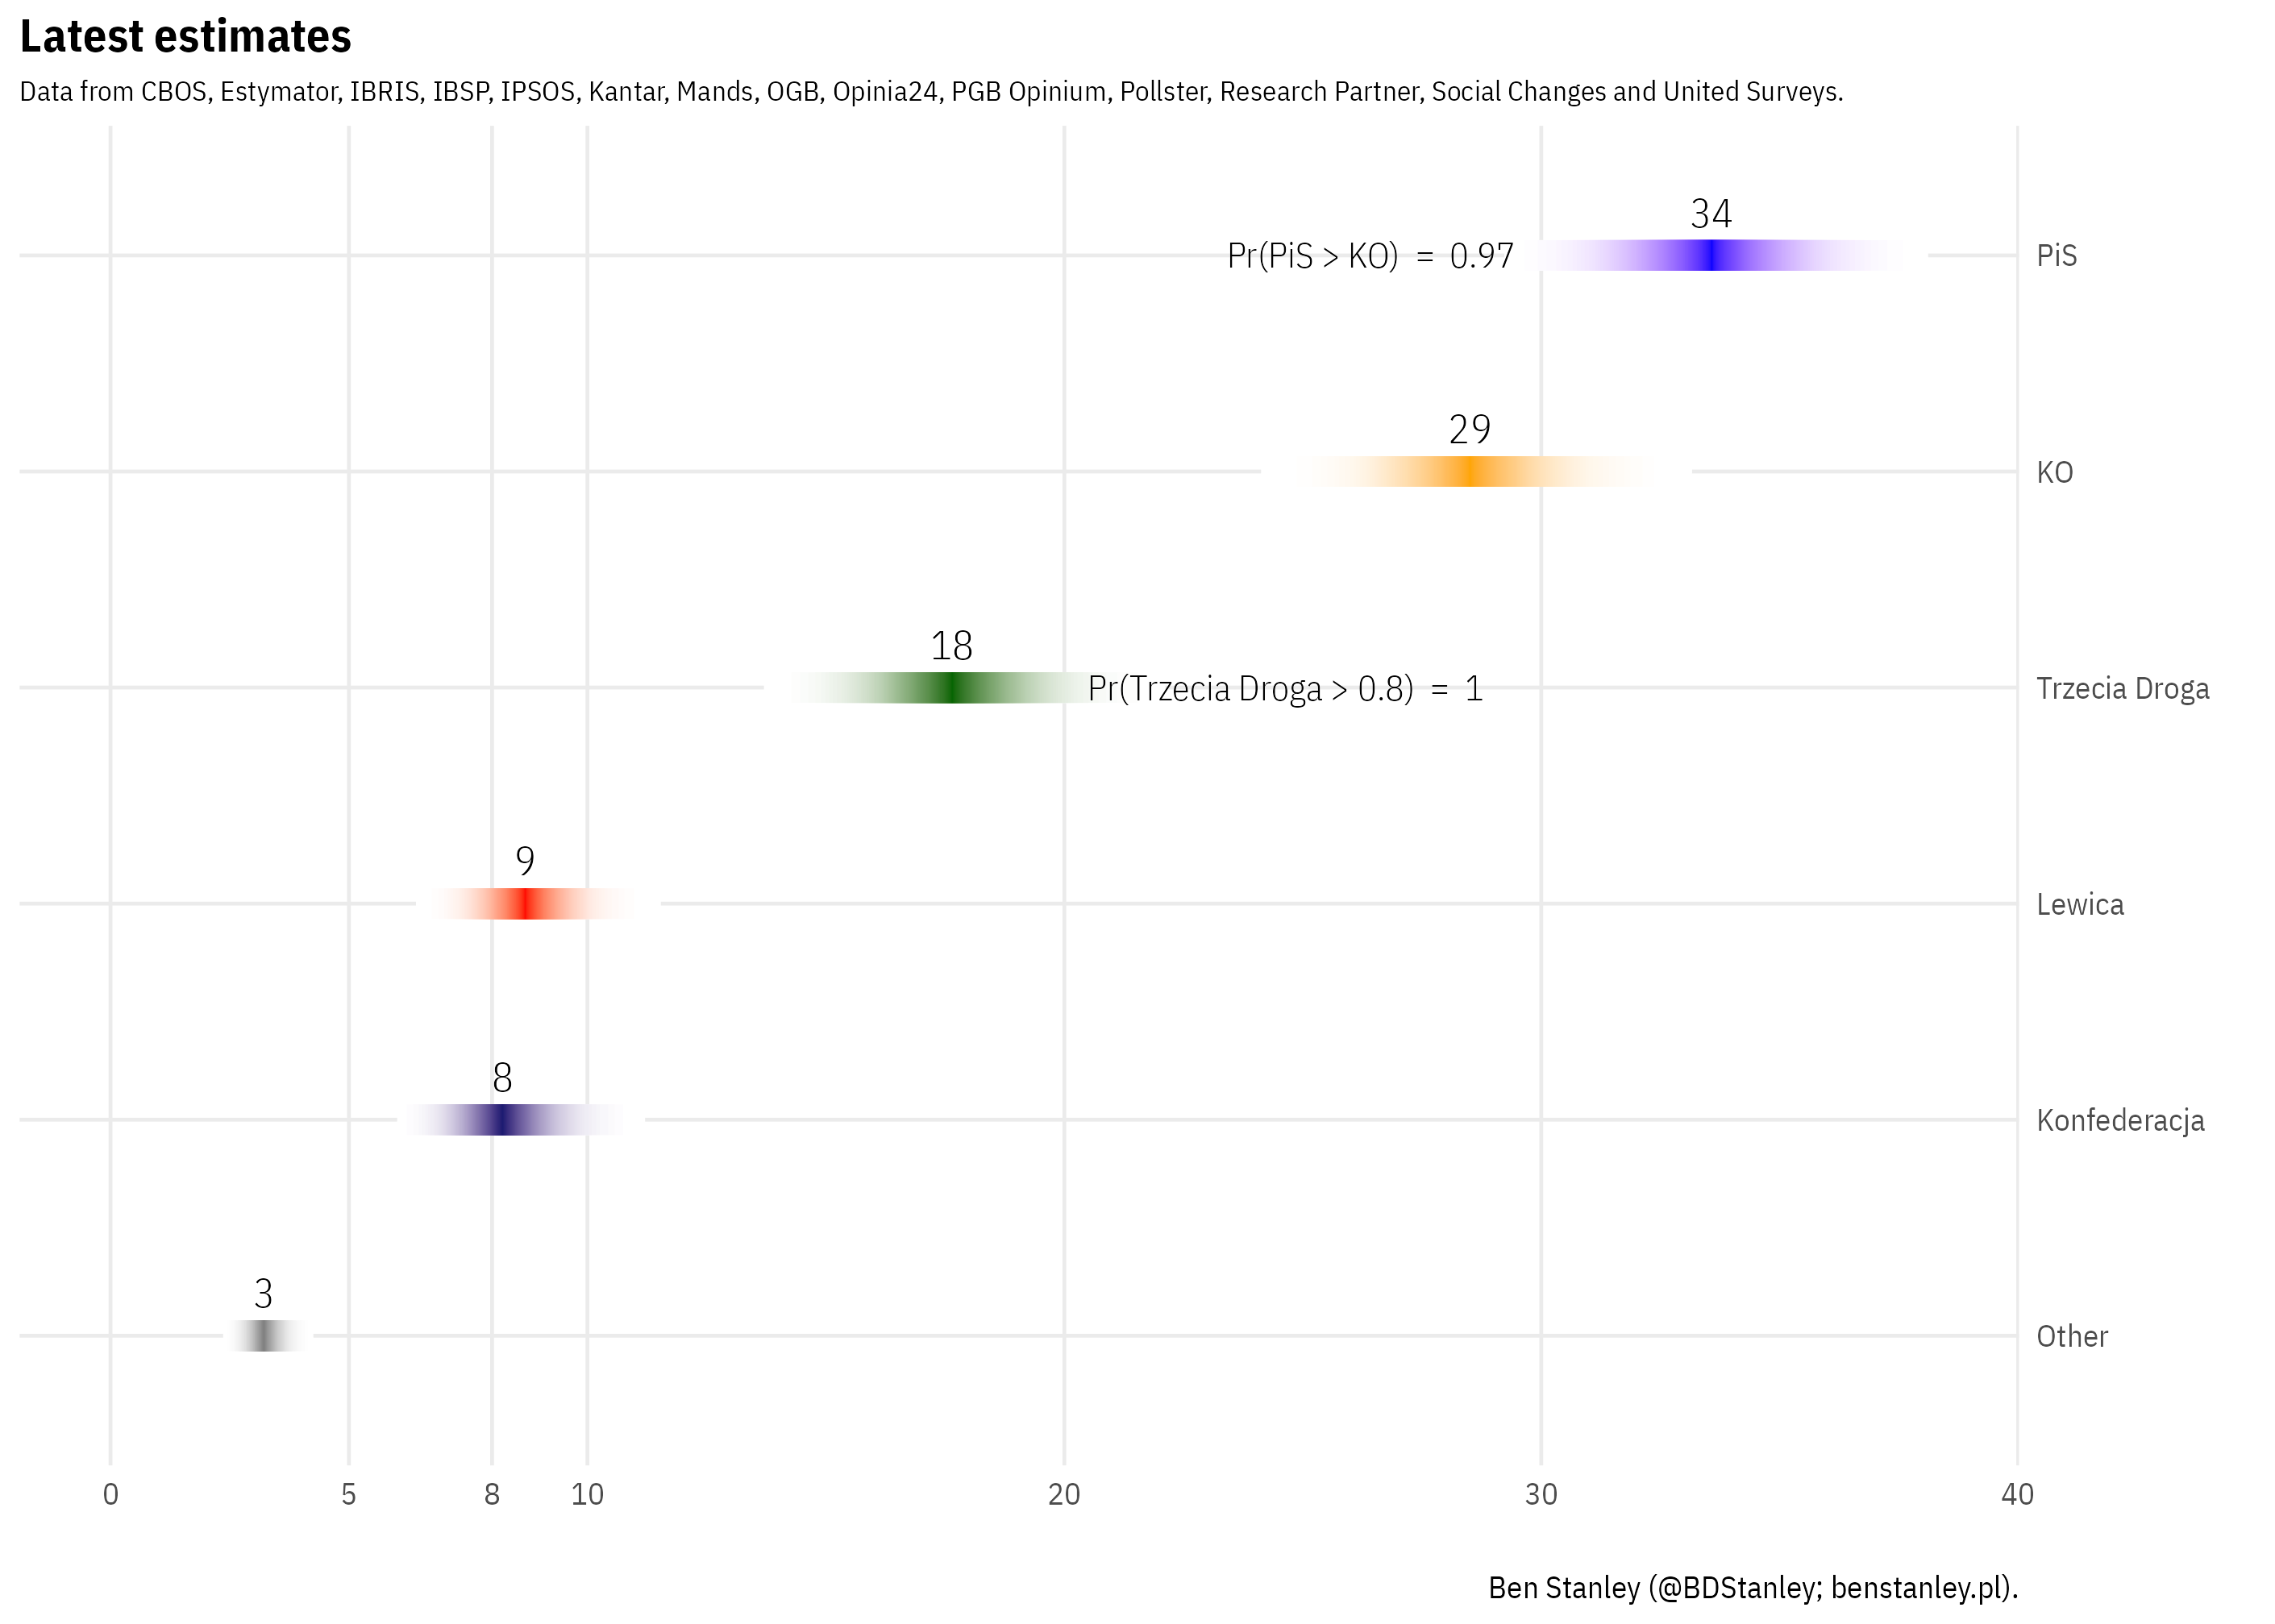 Latest estimates
Data from CBOS, Estymator, IBRIS, IBSP, IPSOS, Kantar, Mands, OGB, Opinia24, PGB Opinium, Pollster, Research Partner, Social Changes and United Surveys.
34
Pr(PiS > KO) = 0.97
PiS
29
KO
18
Pr(Trzecia Droga > 0.8) = 1
Trzecia Droga
9
Lewica
8
Konfederacja
3
Other
0 5 8 10 20 30 40
Ben Stanley (@BDStanley; benstanley.pl).